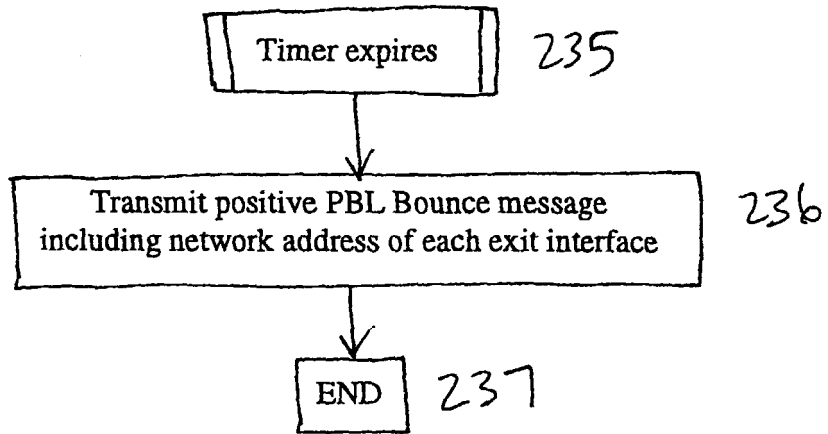 Timer expires 235
Transmit positive PBL Bounce message 236
including network address of each exit interface
END 237